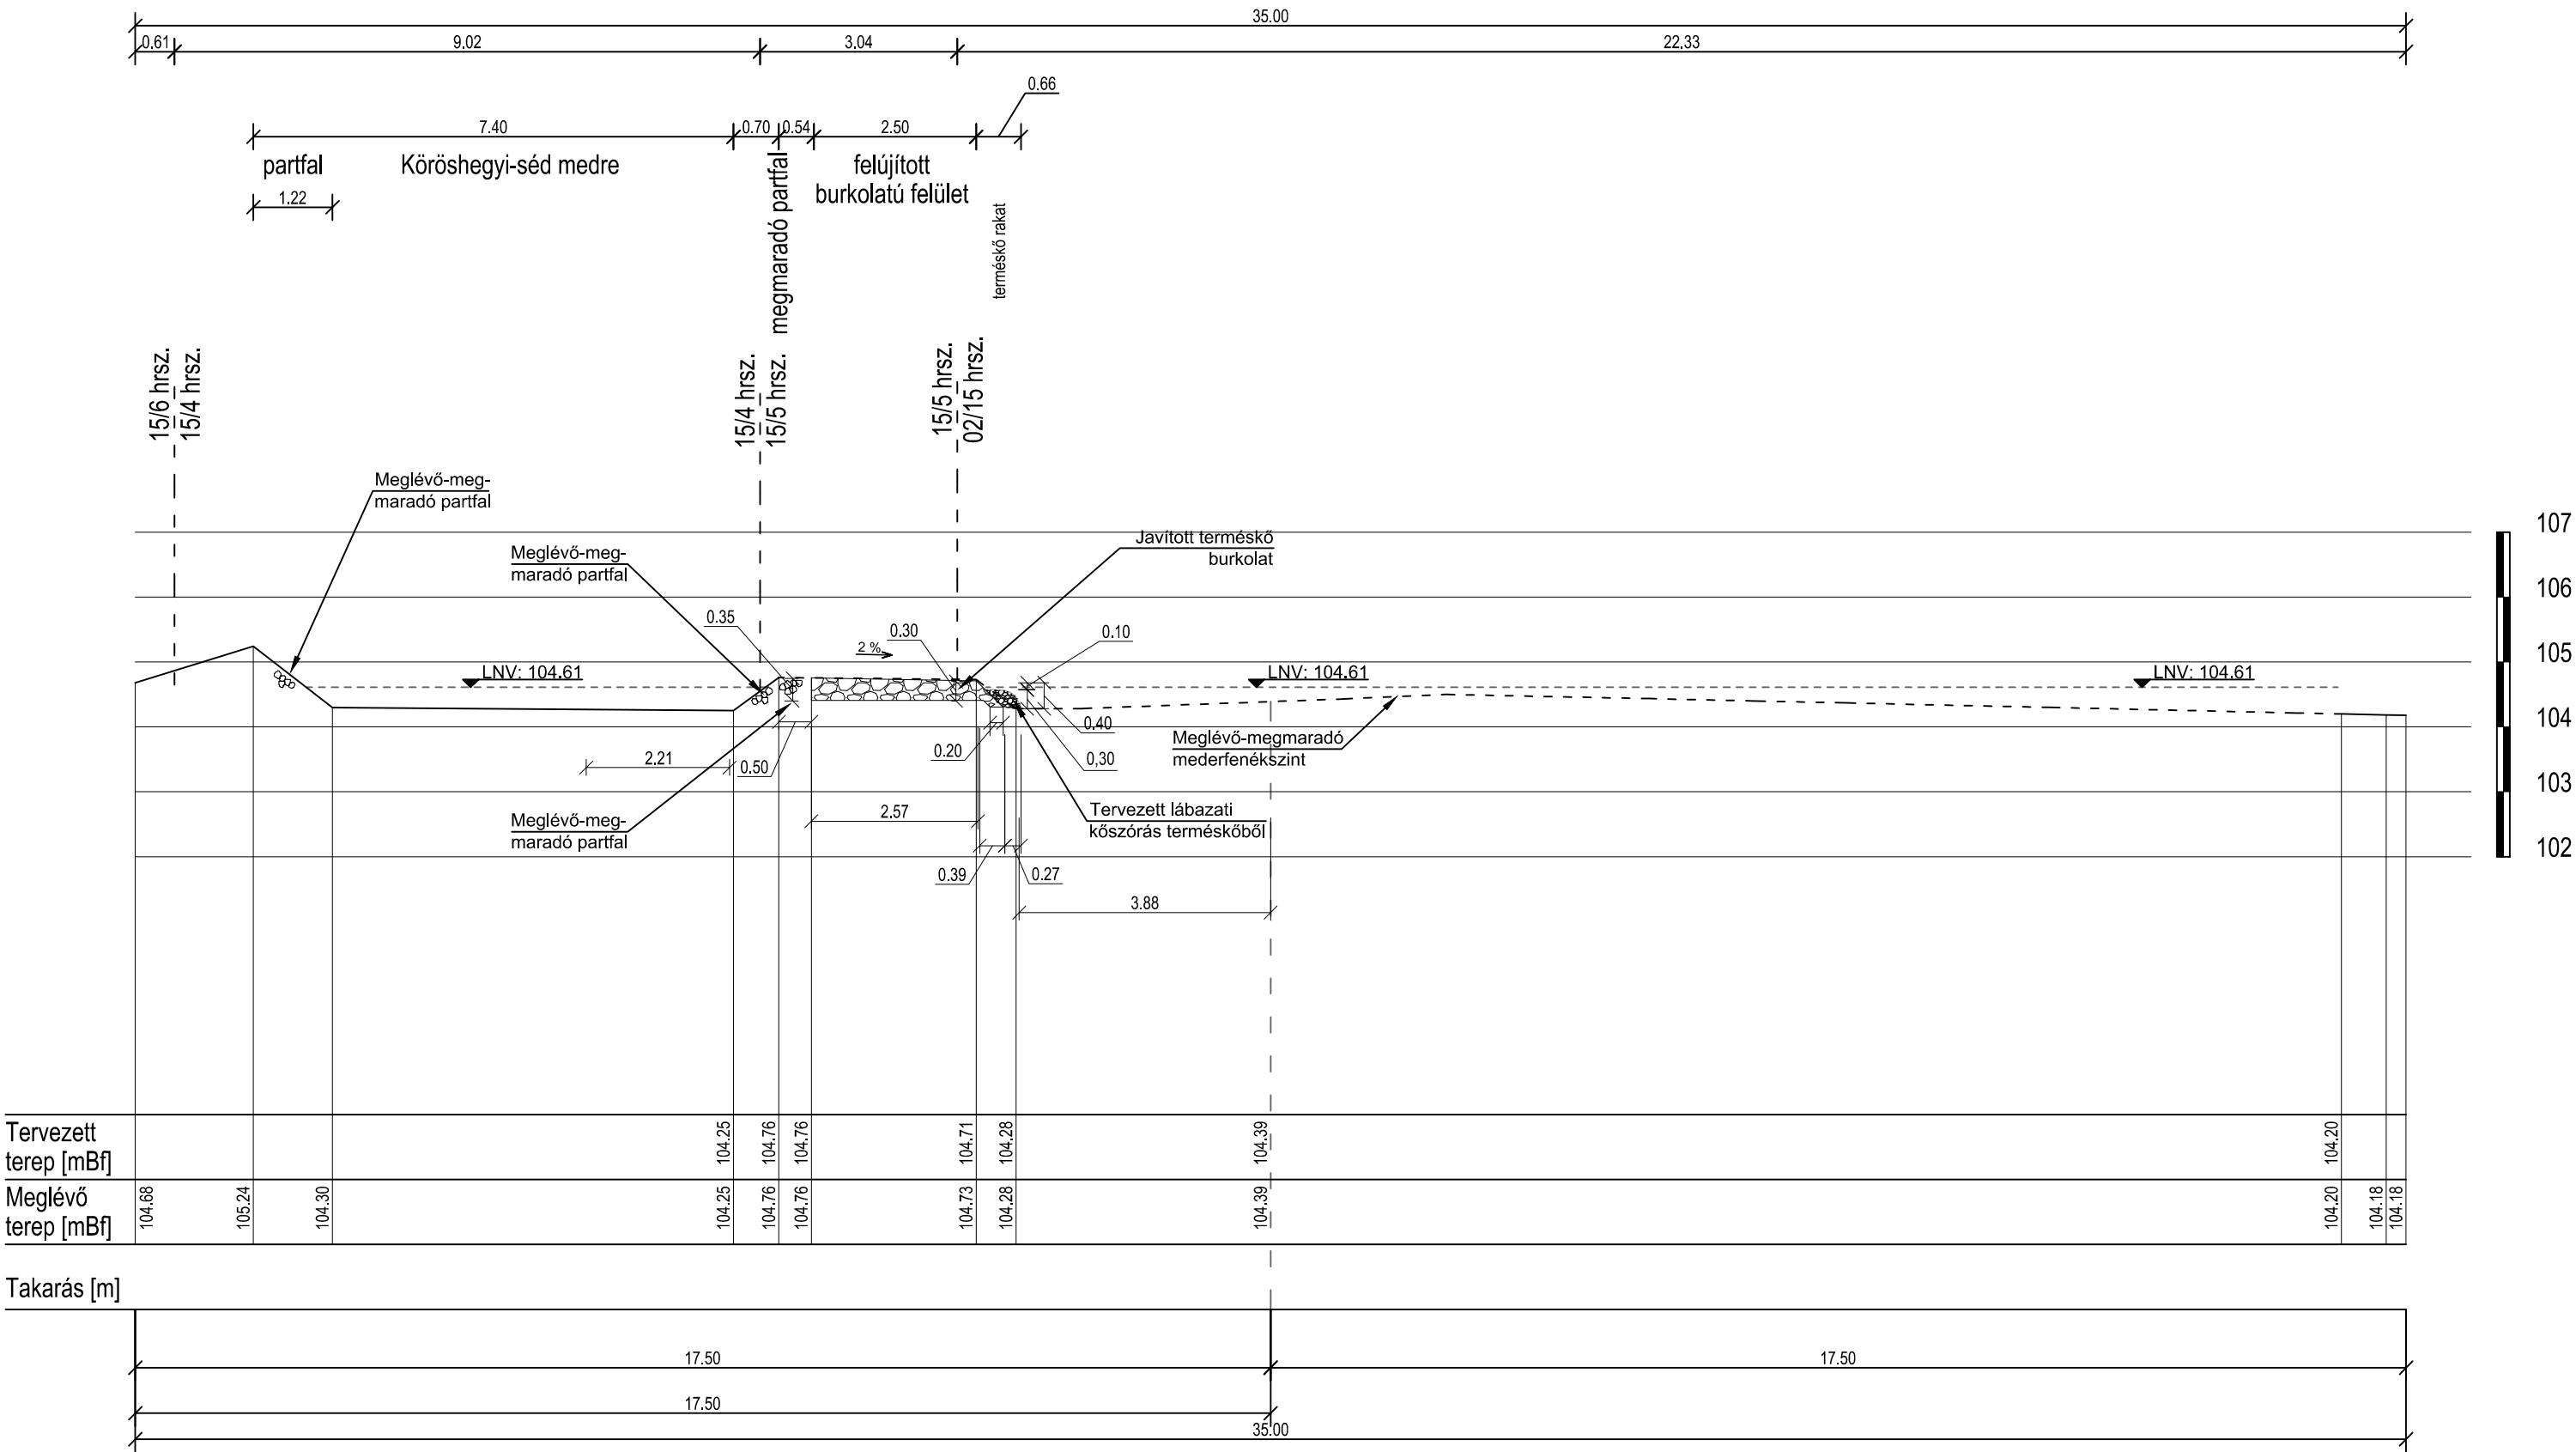 35.00
0.61 9.02 3.04 22.33
0.66
7.40 0.70 0.54 2.50
partfal
Köröshegyi-séd medre
megmaradó partfal
felújított
burkolatú felület
terméskő rakat
1.22
15/6 hrsz.
15/4 hrsz.
15/4 hrsz.
15/5 hrsz.
15/5 hrsz.
02/15 hrsz.
Meglévő-meg-
maradó partfal
Meglévő-meg-
maradó partfal
Javított terméskő
burkolat
107
106
105
104
103
102
0.35
2 %
0.30
0.10
LNV: 104.61
LNV: 104.61
LNV: 104.61
0.40
0.20
0,30
2.21
0.50
Meglévő-megmaradó
mederfenékszint
Meglévő-meg-
maradó partfal
2.57
Tervezett lábazati
kőszórás terméskőből
0.39
0.27
3.88
Tervezett
terep [mBf]
104.25 104.76 104.76 104.71 104.28 104.39 104.20
Meglévő
terep [mBf]
104.68 105.24 104.30 104.25 104.76 104.76 104.73 104.28 104.39 104.20 104.18 104.18
Takarás [m]
17.50 17.50
17.50
35.00